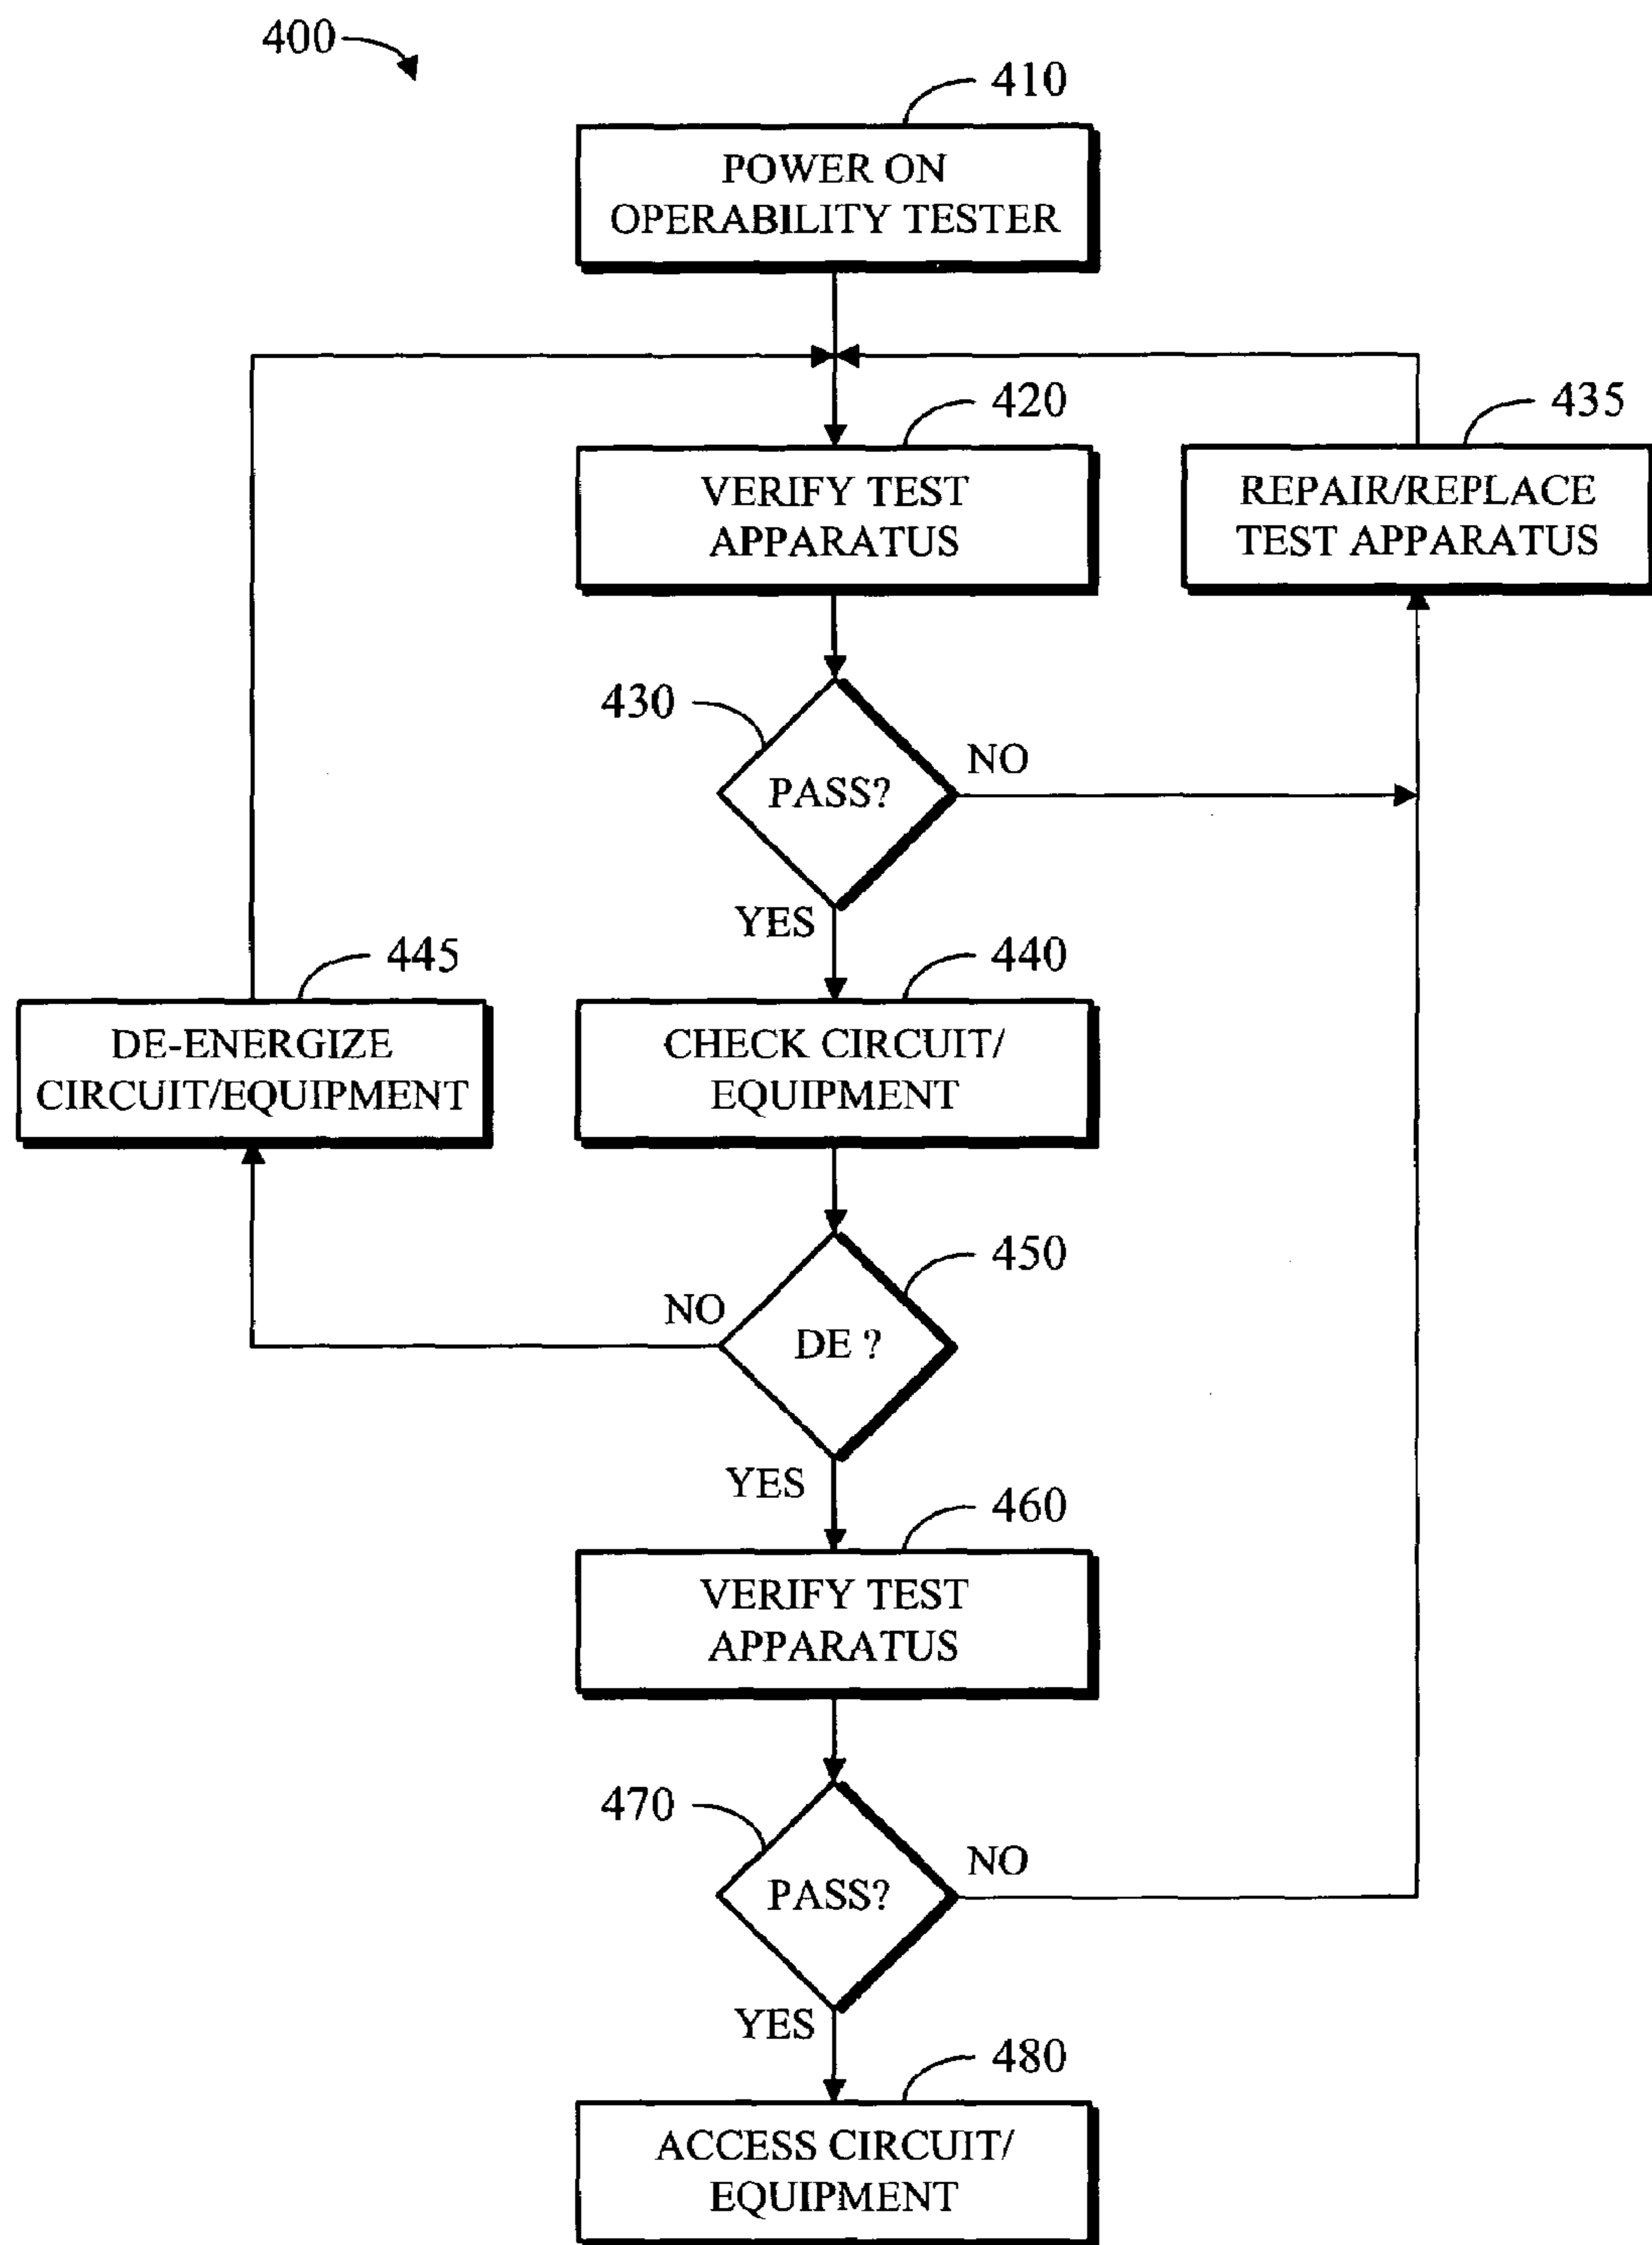 400
410
POWER ON
OPERABILITY TESTER
420
VERIFY TEST
APPARATUS
435
REPAIR/REPLACE
TEST APPARATUS
430
PASS?
NO
YES
445
DE-ENERGIZE
CIRCUIT/EQUIPMENT
440
CHECK CIRCUIT/
EQUIPMENT
450
NO
DE ?
YES
460
VERIFY TEST
APPARATUS
470
PASS?
NO
YES
480
ACCESS CIRCUIT/
EQUIPMENT